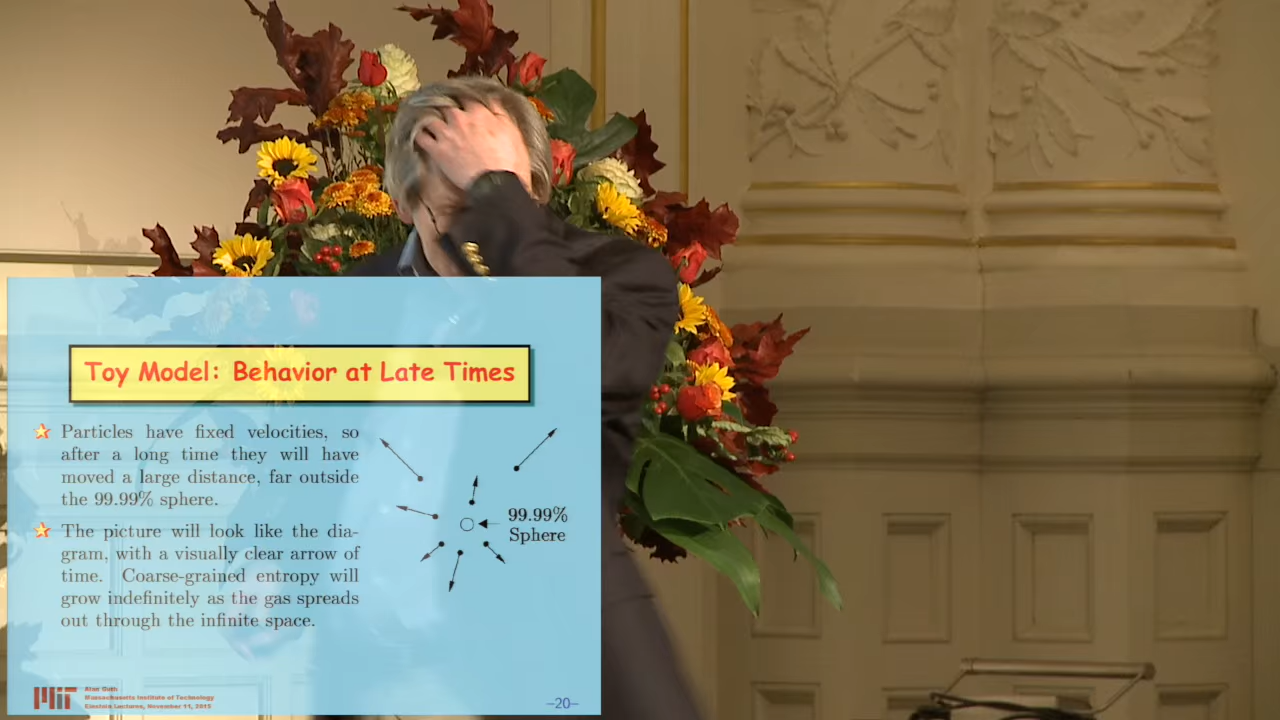 Toy Model: Behavior at Late Times
Particles have fixed velocities, so
after a long time they will have
moved a large distance, far outside
the 99.99% sphere.
The picture will look like the dia-
gram, with a visually clear arrow of
time. Coarse-grained entropy will
grow indefinitely as the gas spreads
out through the infinite space.
99.99%
Sphere
MIT
Alan Guth
Massachusetts Institute of Technology
Einstein Lectures, November 11, 2015
–20–